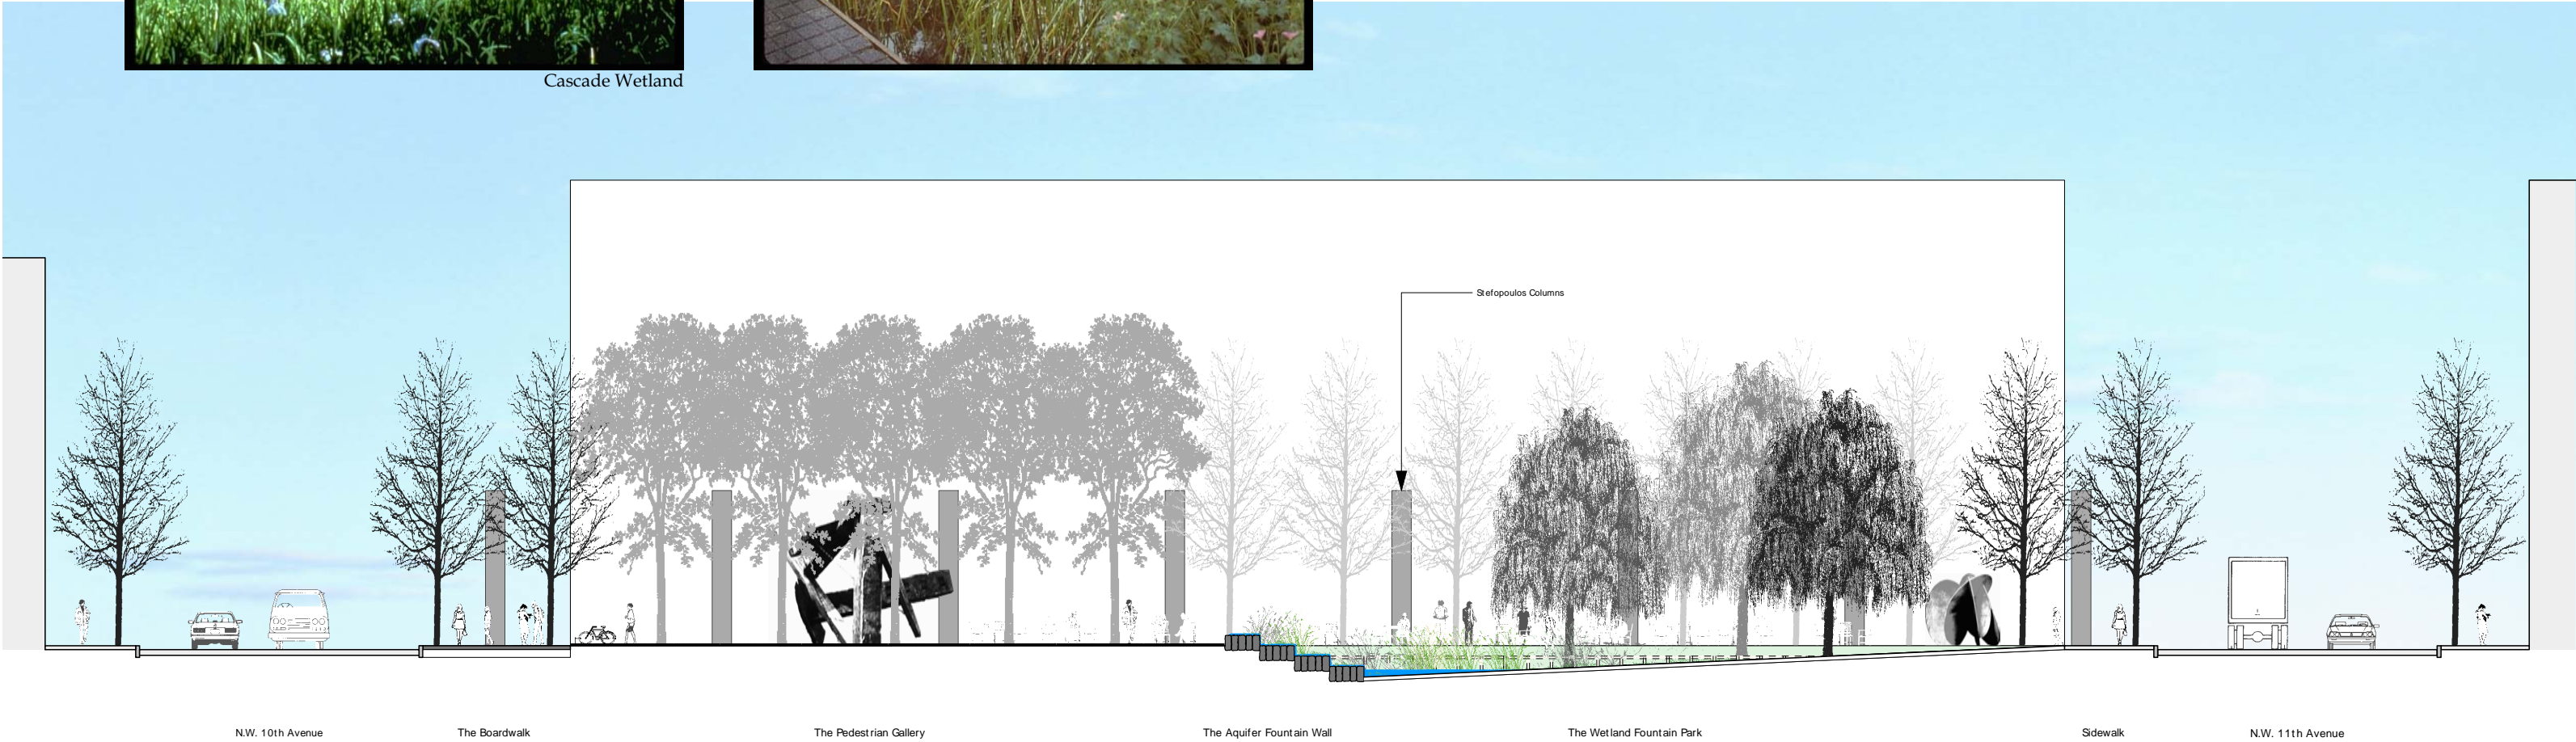 Cascade Wetland
Stefopoulos Columns
N.W. 10th Avenue
The Boardwalk
The Pedestrian Gallery
The Aquifer Fountain Wall
The Wetland Fountain Park
Sidewalk
N.W. 11th Avenue